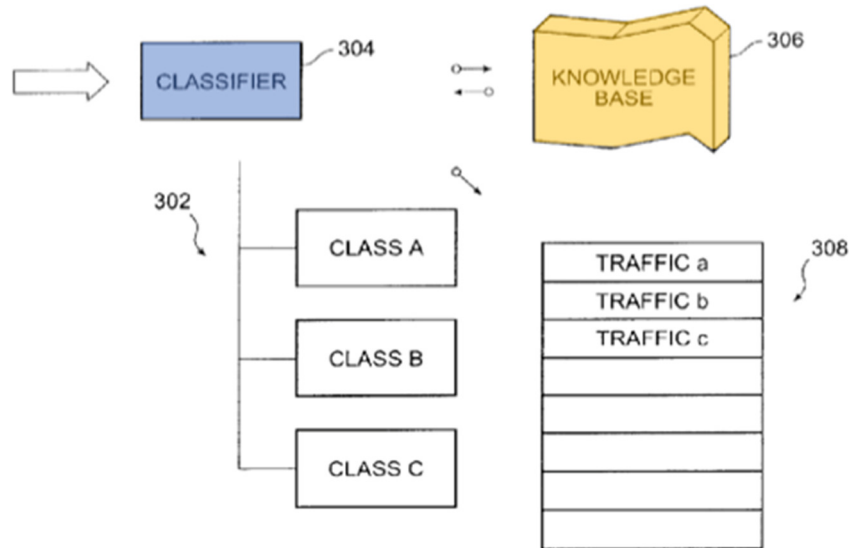 304
CLASSIFIER
306
KNOWLEDGE
BASE
302
CLASS A
CLASS B
CLASS C
308
TRAFFIC a
TRAFFIC b
TRAFFIC c